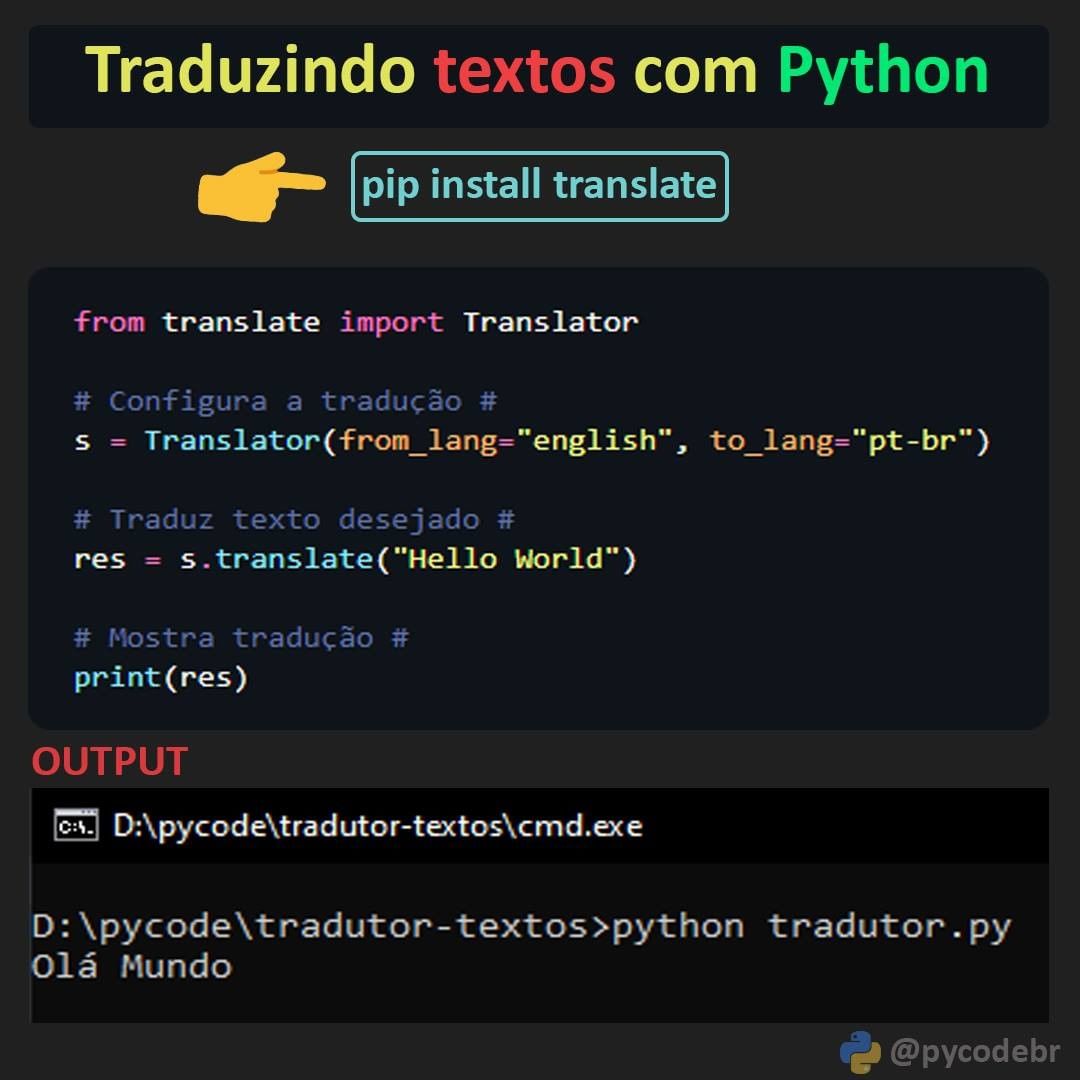 Traduzindo textos com Python
pip install translate
from translate import Translator
# Configura a tradução #
s = Translator(from_lang="english", to_lang="pt-br")
# Traduz texto desejado #
res = s.translate("Hello World")
# Mostra tradução #
print(res)
OUTPUT
C:\. D:\pycode\tradutor-textos\cmd.exe
D:\pycode\tradutor-textos>python tradutor.py
Olá Mundo
@pycodebr